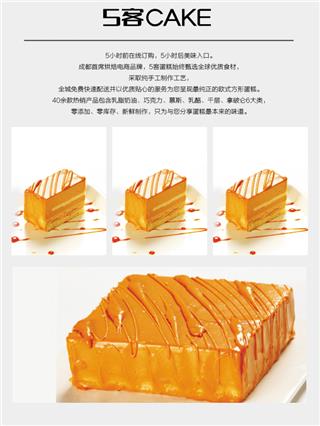 5客CAKE
5小时前在线订购，5小时后美味入口。
成都首席烘焙电商品牌，5客蛋糕始终甄选全球优质食材，
采取纯手工制作工艺，
全城免费快速配送并以优质贴心的服务为您呈现最纯正的欧式方形蛋糕。
40余款热销产品包含乳脂奶油、巧克力、慕斯、乳酪、千层、拿破仑6大类，
零添加、零库存、新鲜制作，只为与您分享蛋糕最本来的味道。